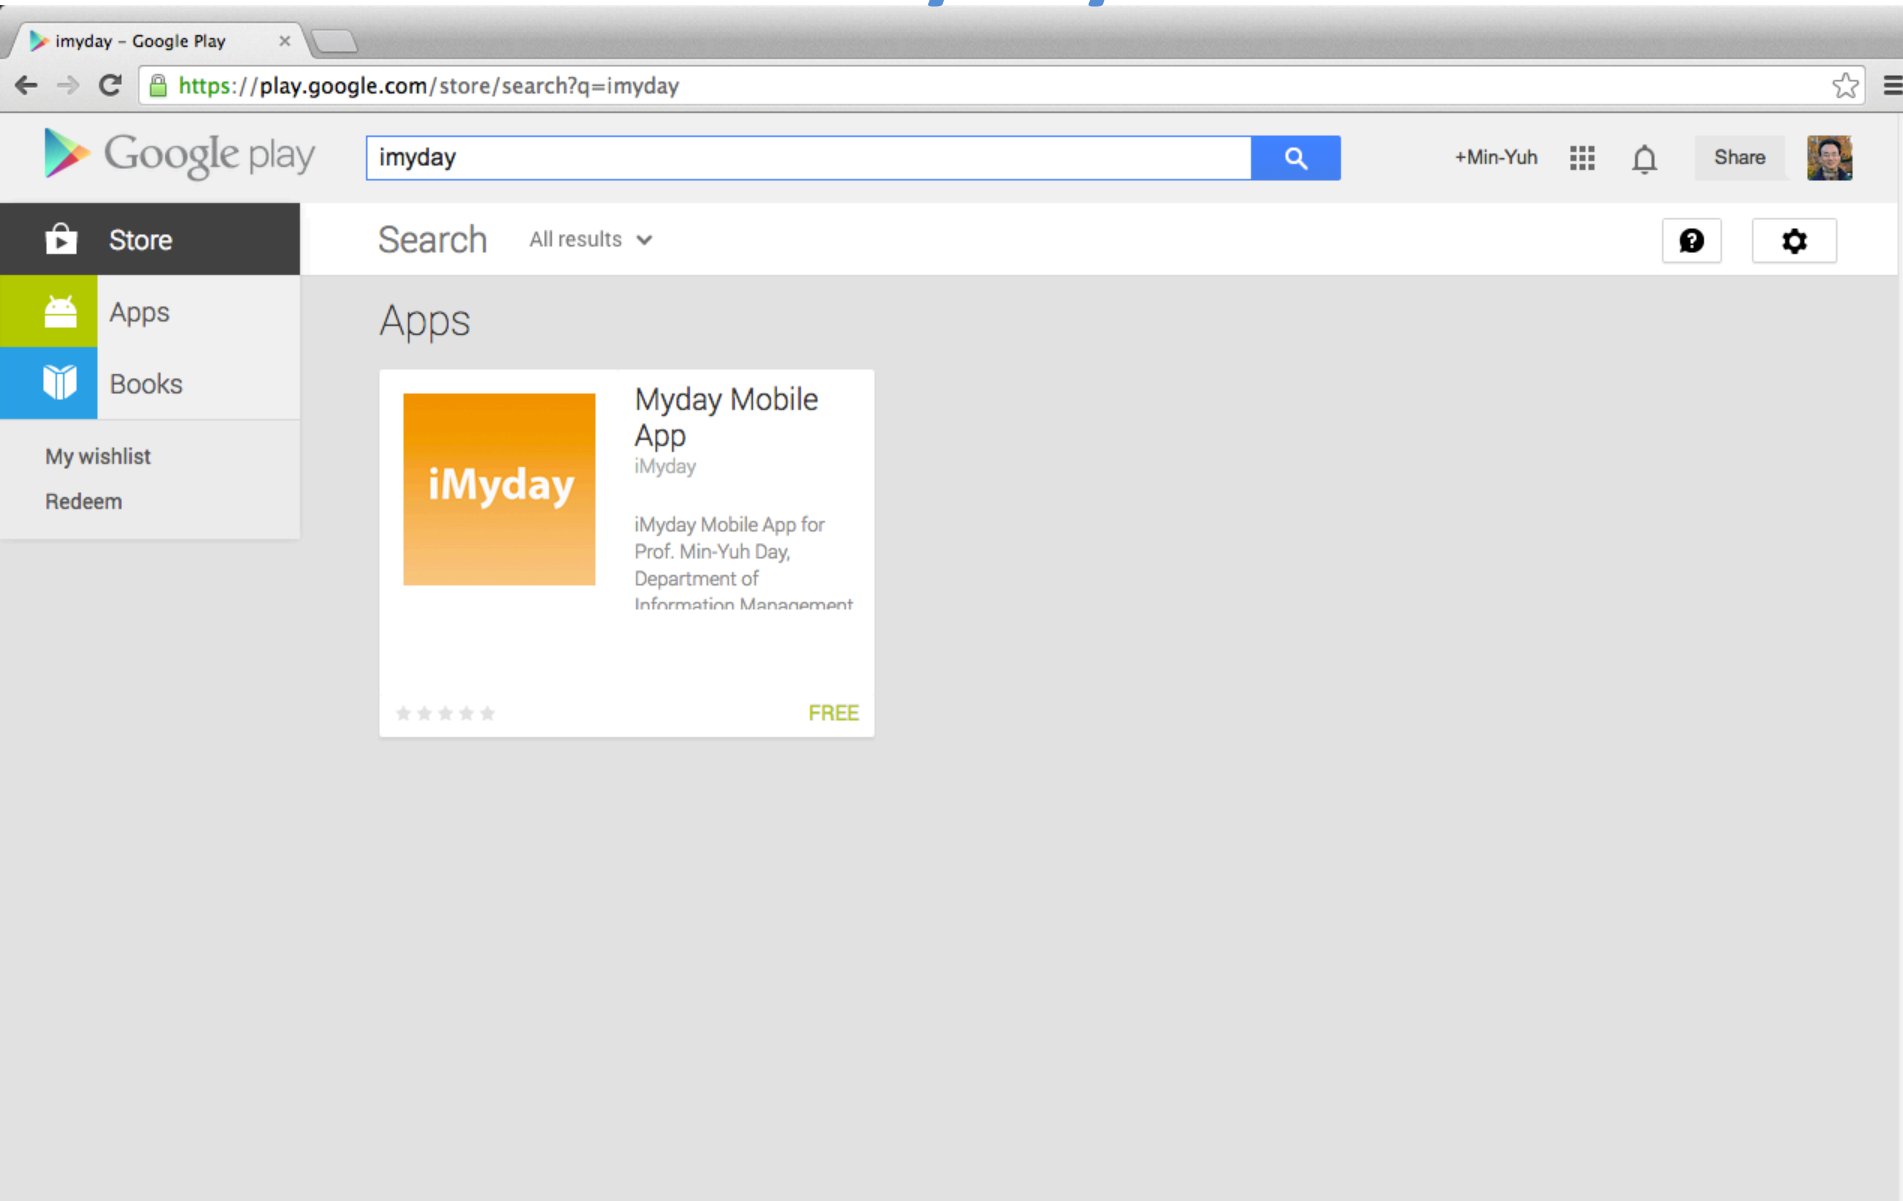 imyday – Google Play
https://play.google.com/store/search?q=imyday
Google play
imyday
+Min-Yuh
Share
Store
Search
All results
Apps
Books
My wishlist
Redeem
Apps
iMyday
Myday Mobile
App
iMyday
iMyday Mobile App for
Prof. Min-Yuh Day,
Department of
Information Management
FREE